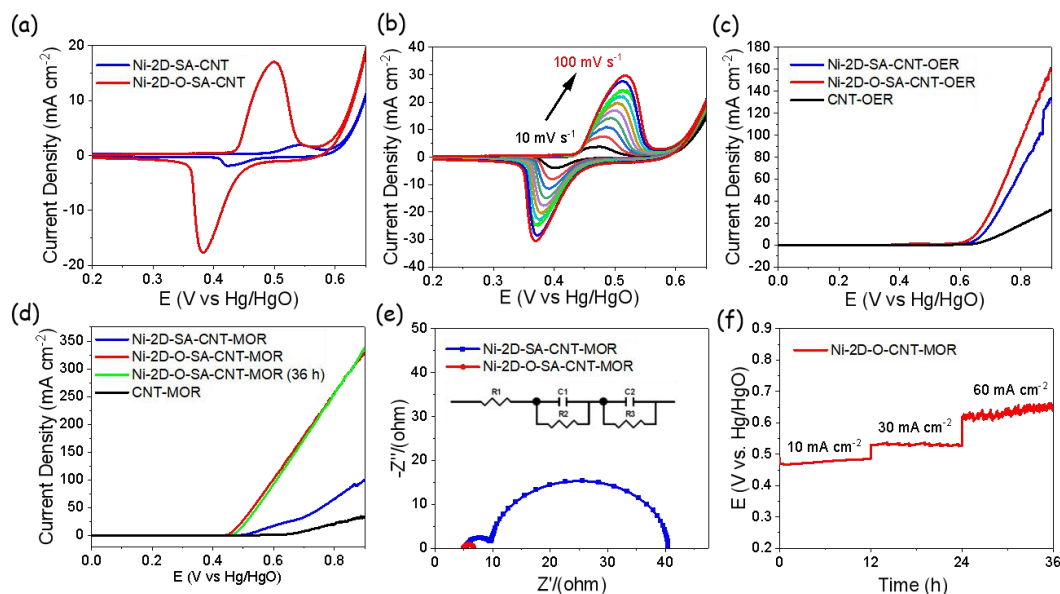 (a)
Ni-2D-SA-CNT
Ni-2D-O-SA-CNT
Current Density (mA cm⁻²)
20
10
0
-10
-20
0.2 0.3 0.4 0.5 0.6
E (V vs Hg/HgO)
(b)
100 mV s⁻¹
10 mV s⁻¹
Current Density (mA cm⁻²)
40
30
20
10
0
-10
-20
-30
-40
0.2 0.3 0.4 0.5 0.6
E (V vs Hg/HgO)
(c)
Ni-2D-SA-CNT-OER
Ni-2D-O-SA-CNT-OER
CNT-OER
Current Density (mA cm⁻²)
160
140
120
100
80
60
40
20
0
-20
0.0 0.2 0.4 0.6 0.8
E (V vs Hg/HgO)
(d)
Ni-2D-SA-CNT-MOR
Ni-2D-O-SA-CNT-MOR
Ni-2D-O-SA-CNT-MOR (36 h)
CNT-MOR
Current Density (mA cm⁻²)
350
300
250
200
150
100
50
0
0.0 0.2 0.4 0.6 0.8
E (V vs Hg/HgO)
(e)
Ni-2D-SA-CNT-MOR
Ni-2D-O-SA-CNT-MOR
R1 C1 C2
R2 R3
-Z''/(ohm)
-50
40
30
20
10
0
0 10 20 30 40
Z'/(ohm)
(f)
Ni-2D-O-CNT-MOR
10 mA cm⁻²
30 mA cm⁻²
60 mA cm⁻²
E (V vs. Hg/HgO)
0.9
0.8
0.7
0.6
0.5
0.4
0.3
0.2
0 12 24 36
Time (h)